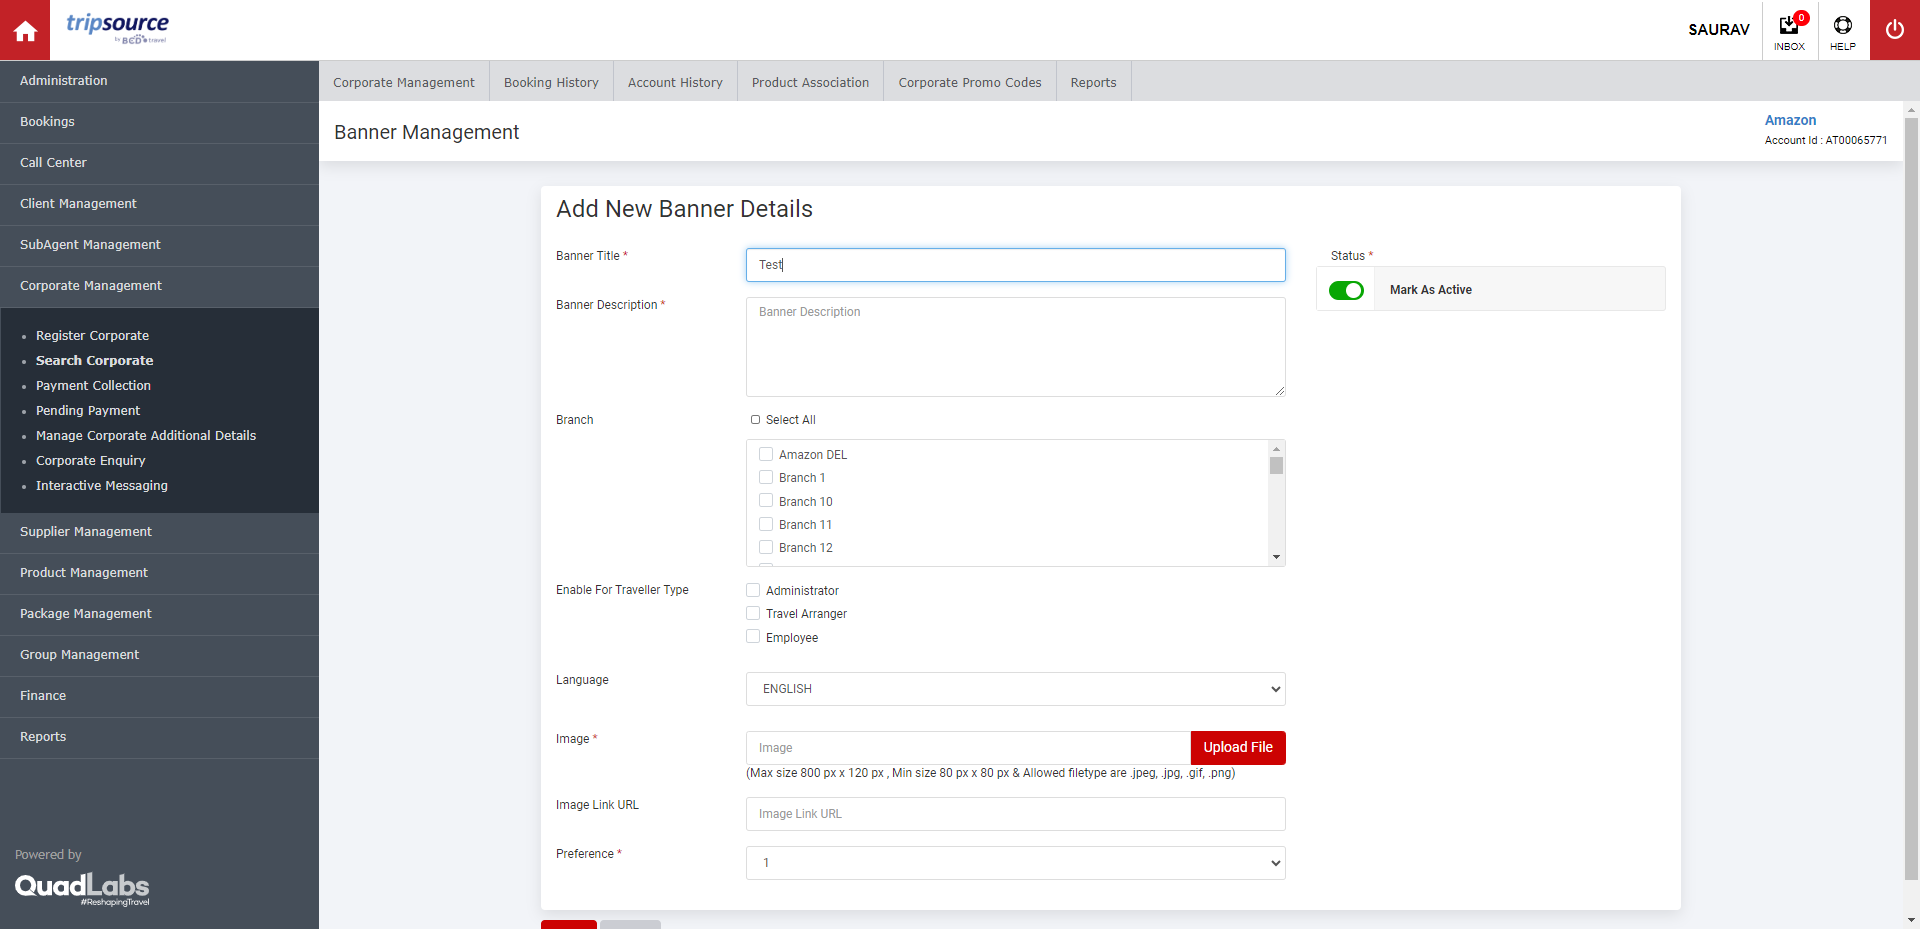 tripsource
by BCD travel
SAURAV
0
INBOX
HELP
Administration
Bookings
Call Center
Client Management
SubAgent Management
Corporate Management
Register Corporate
Search Corporate
Payment Collection
Pending Payment
Manage Corporate Additional Details
Corporate Enquiry
Interactive Messaging
Supplier Management
Product Management
Package Management
Group Management
Finance
Reports
Powered by
QuadLabs
#ReshapingTravel
Corporate Management
Booking History
Account History
Product Association
Corporate Promo Codes
Reports
Banner Management
Amazon
Account Id : AT00065771
Add New Banner Details
Banner Title *
Test
Status *
Mark As Active
Banner Description *
Banner Description
Branch
Select All
Amazon DEL
Branch 1
Branch 10
Branch 11
Branch 12
Enable For Traveller Type
Administrator
Travel Arranger
Employee
Language
ENGLISH
Image *
Image
Upload File
(Max size 800 px x 120 px , Min size 80 px x 80 px & Allowed filetype are .jpeg, .jpg, .gif, .png)
Image Link URL
Image Link URL
Preference *
1